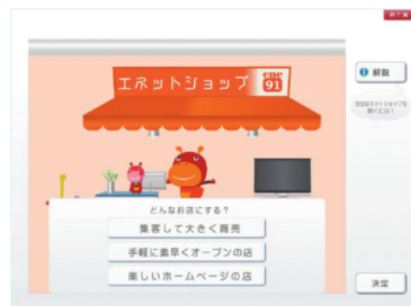 エネットショップ
ene
91
解説
どんなお店にする？
集客して大きく商売
手軽に素早くオープンの店
楽しいホームページの店
決定